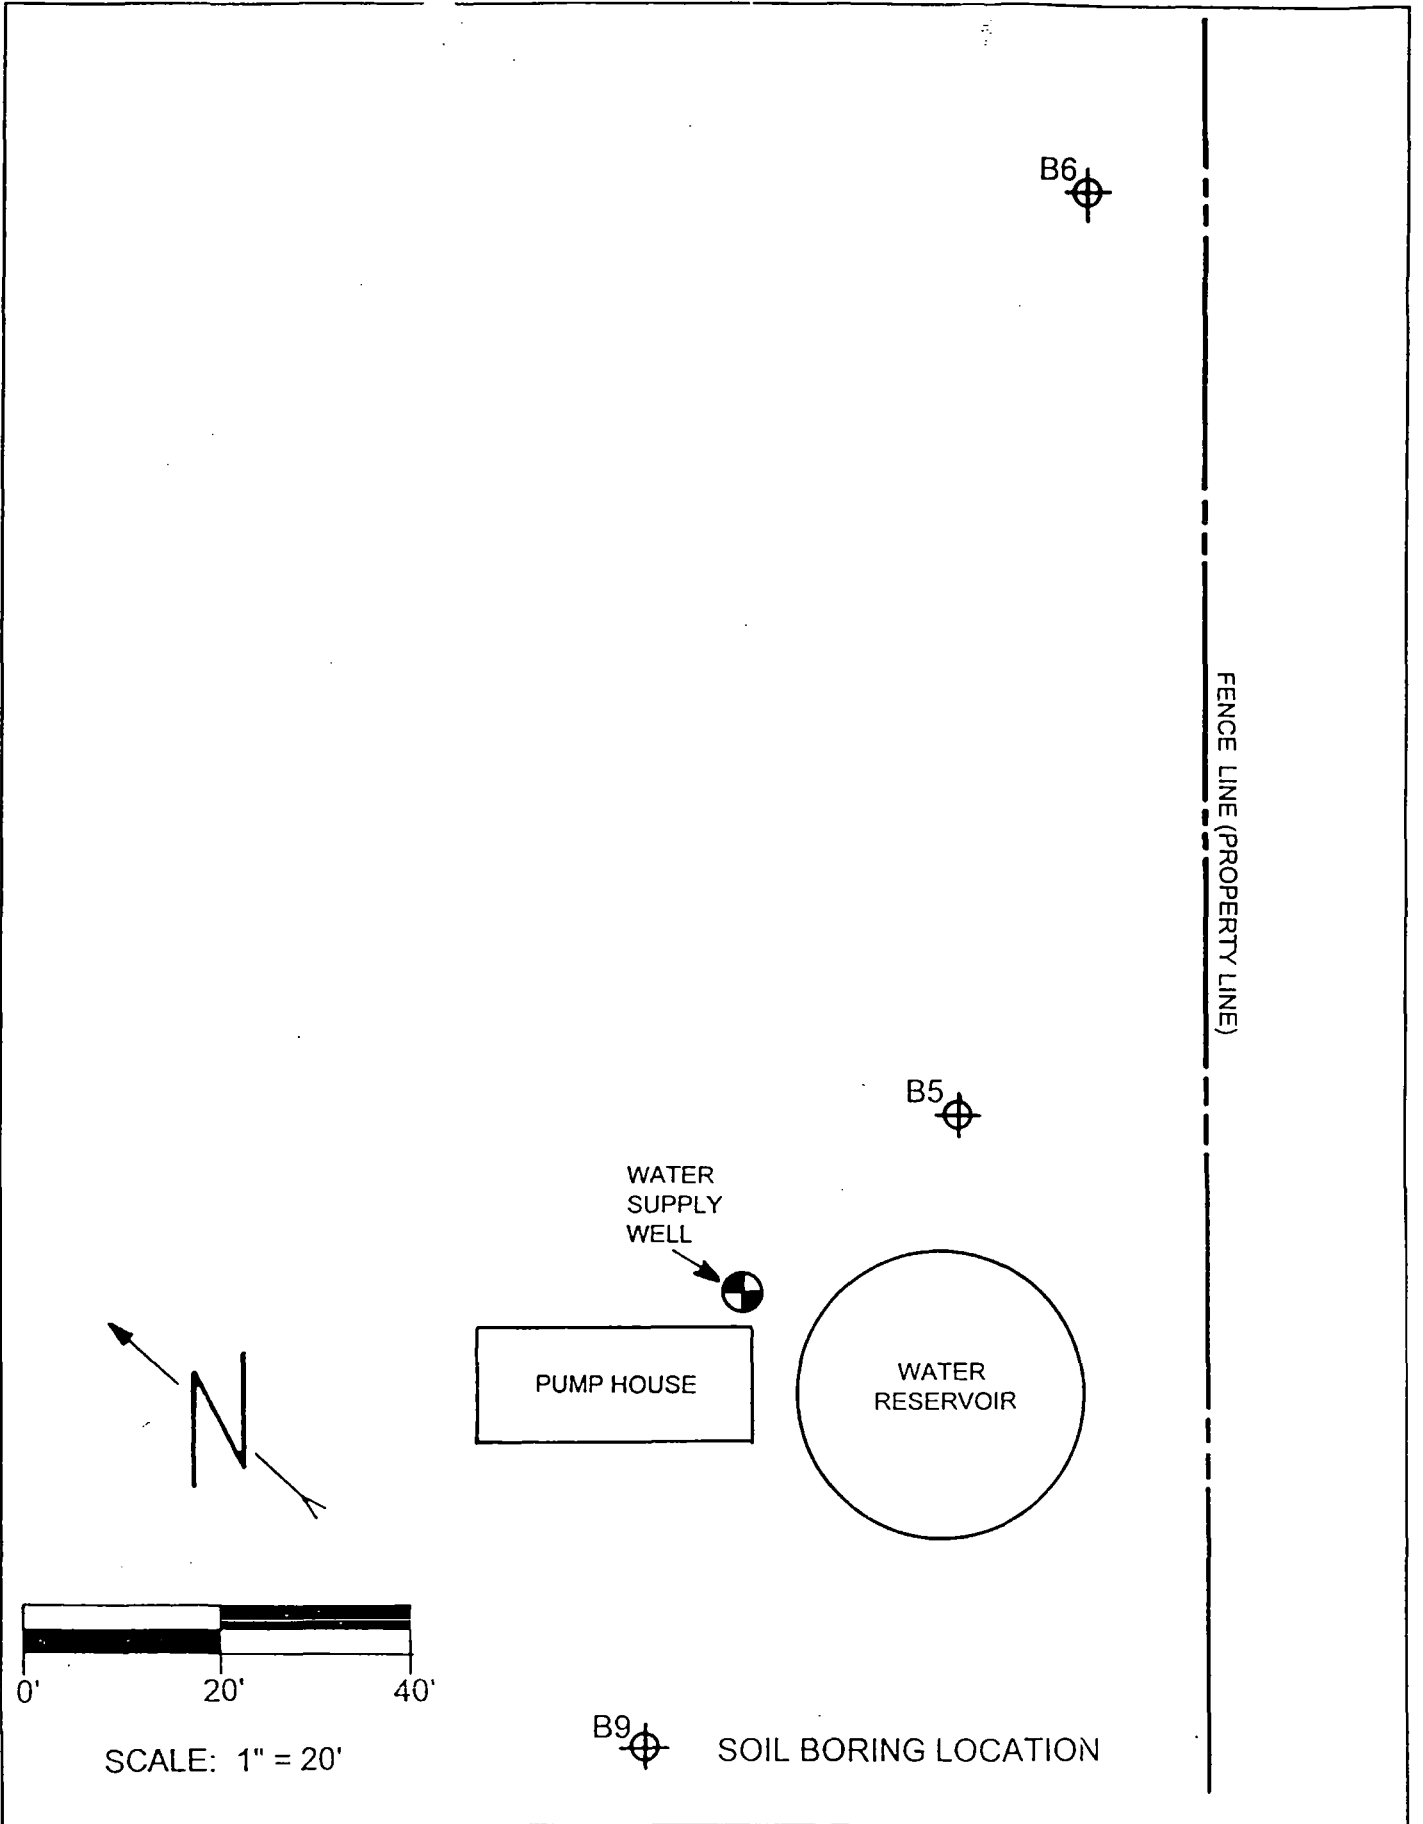 B6
FENCE LINE (PROPERTY LINE)
B5
WATER
SUPPLY
WELL
PUMP HOUSE
WATER
RESERVOIR
N
0' 20' 40'
SCALE: 1" = 20'
B9 SOIL BORING LOCATION